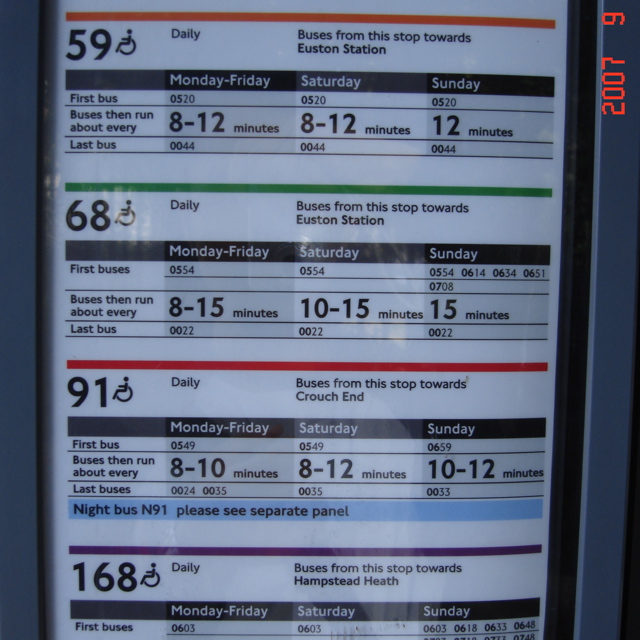 59 Daily Buses from this stop towards
Euston Station
Monday-Friday Saturday Sunday
First bus 0520 0520 0520
Buses then run
about every 8-12 minutes 8-12 minutes 12 minutes
Last bus 0044 0044 0044
68 Daily Buses from this stop towards
Euston Station
Monday-Friday Saturday Sunday
First buses 0554 0554 0554 0614 0634 0651
0708
Buses then run
about every 8-15 minutes 10-15 minutes 15 minutes
Last bus 0022 0022 0022
91 Daily Buses from this stop towards
Crouch End
Monday-Friday Saturday Sunday
First bus 0549 0549 0659
Buses then run
about every 8-10 minutes 8-12 minutes 10-12 minutes
Last buses 0024 0035 0035 0033
Night bus N91 please see separate panel
168 Daily Buses from this stop towards
Hampstead Heath
Monday-Friday Saturday Sunday
First buses 0603 0603 0603 0618 0633 0648
2007 9